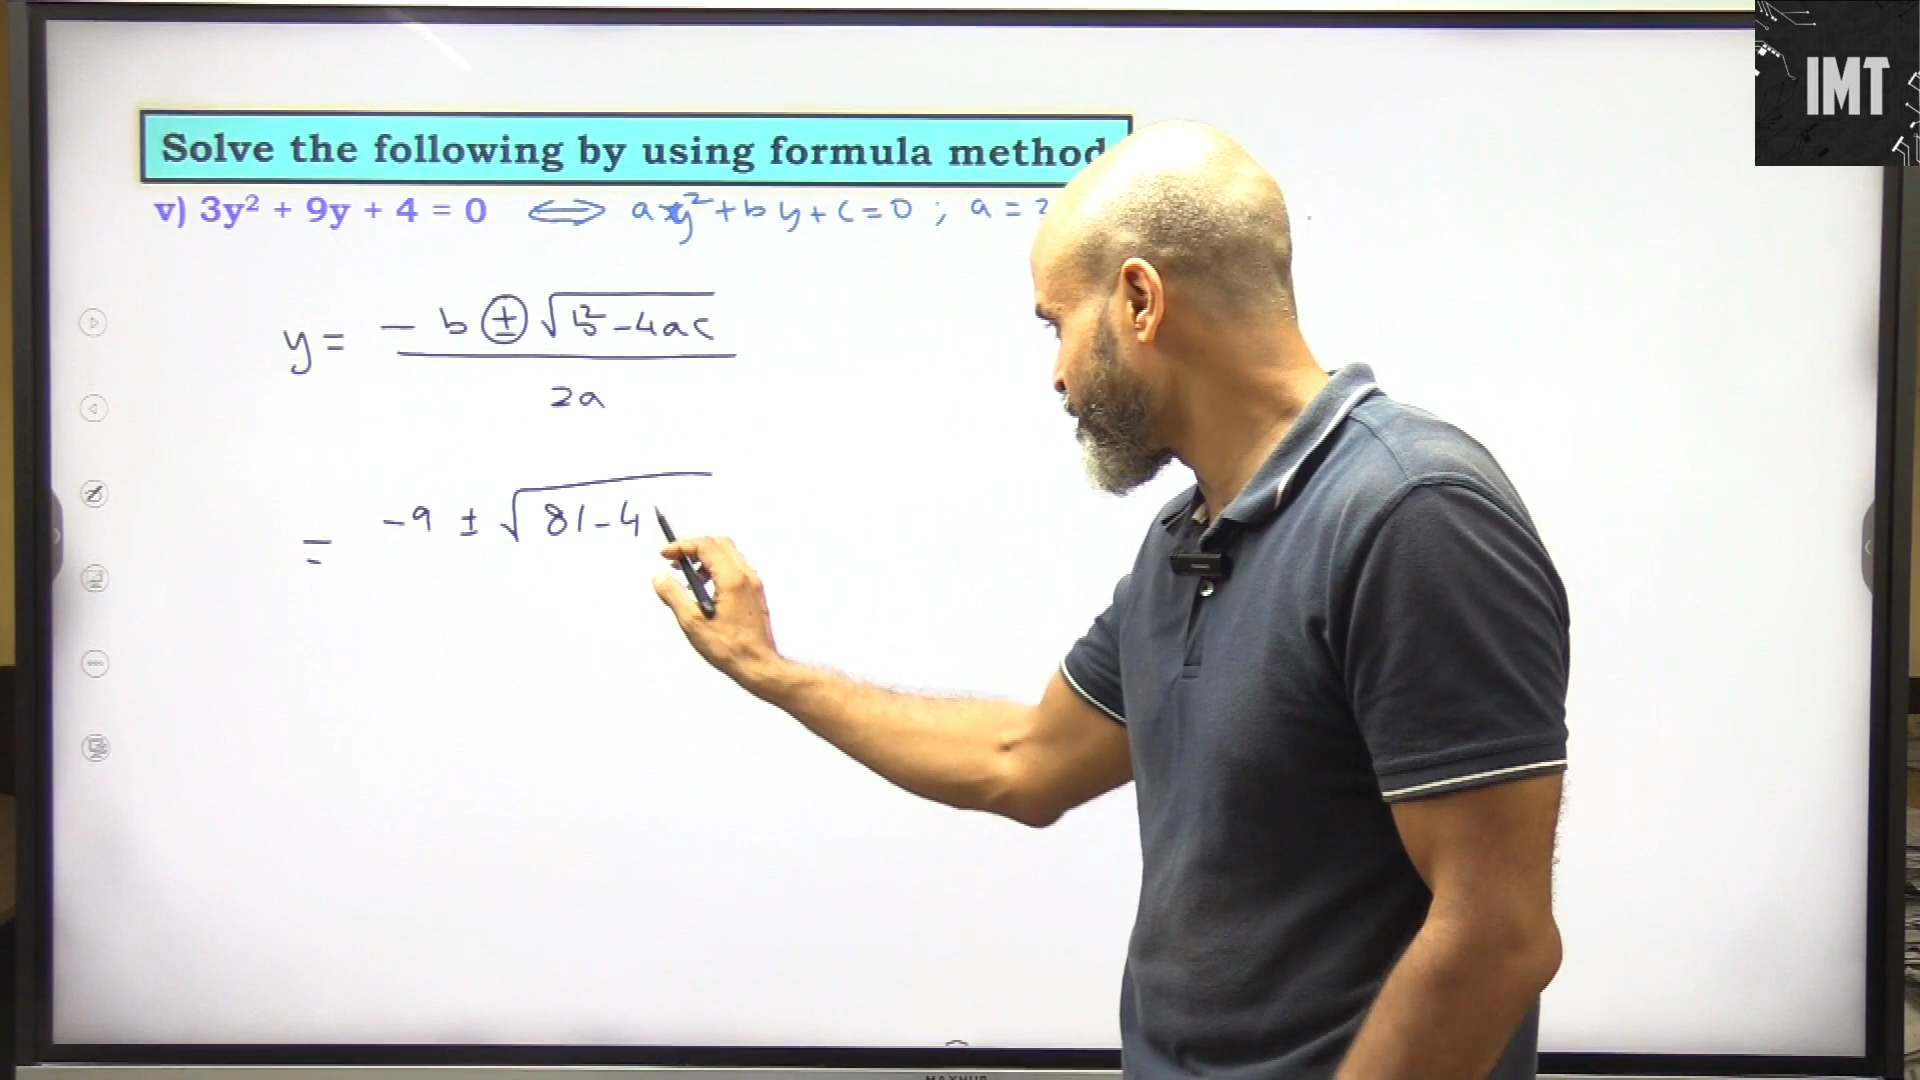 IMT
Solve the following by using formula method
v) 3y² + 9y + 4 = 0 ⟺ ay² + by + c = 0 ; a =
y = − b ± √b² − 4ac
2a
= −9 ± √81 − 4